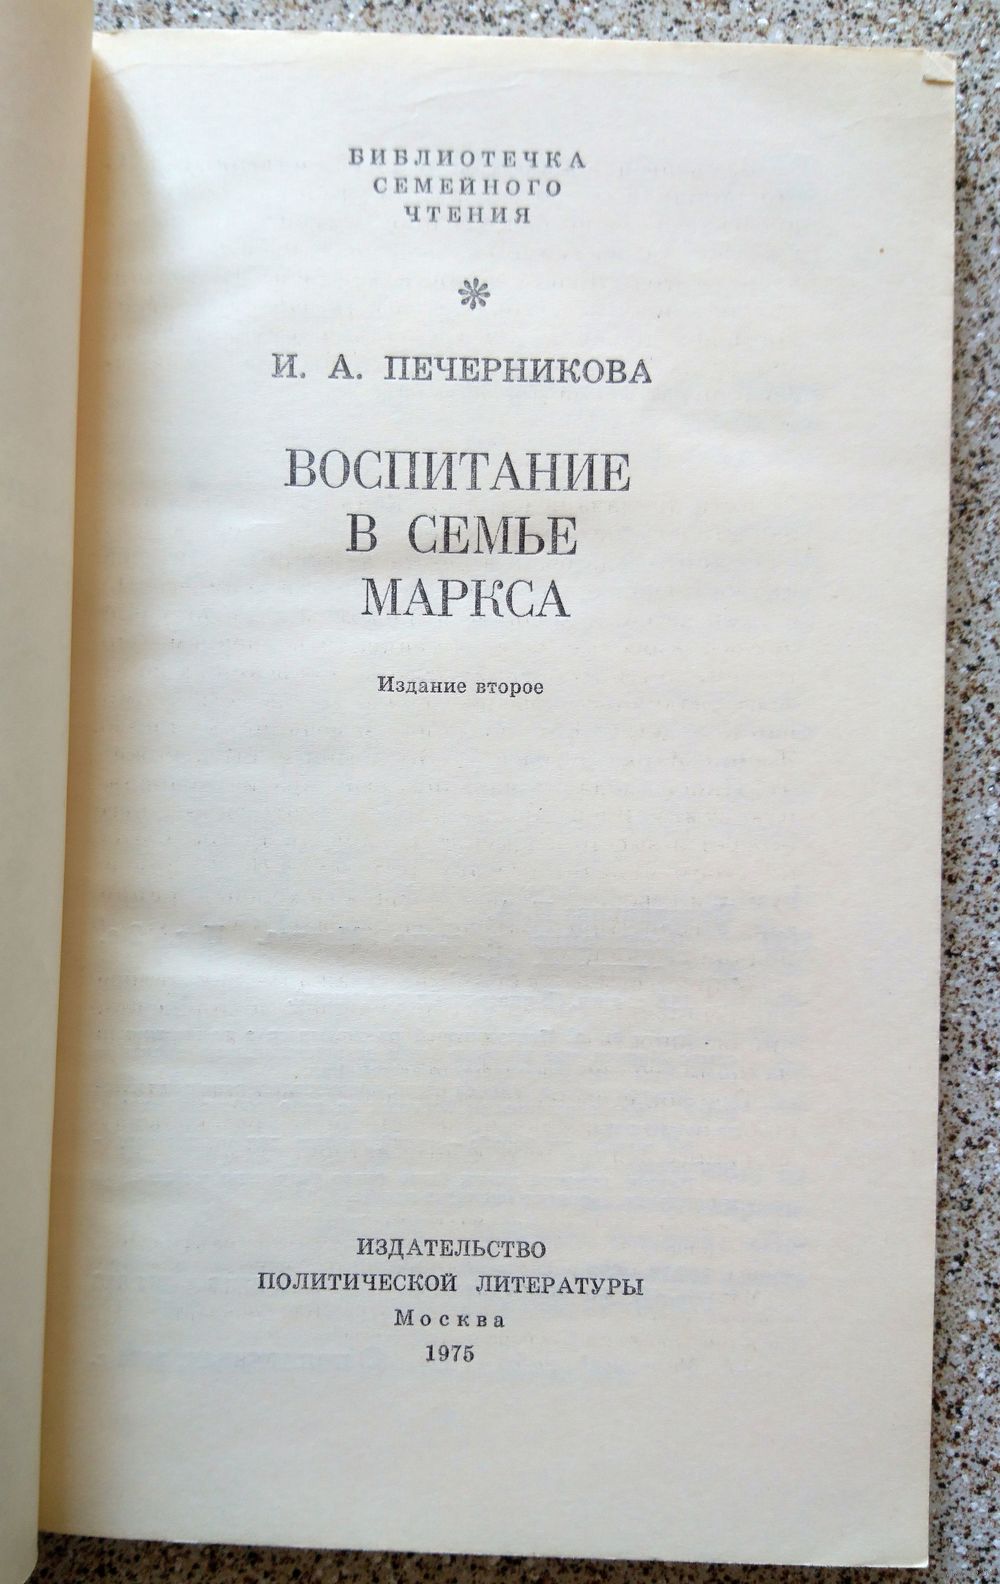 БИБЛИОТЕЧКА
СЕМЕЙНОГО
ЧТЕНИЯ
И. А. ПЕЧЕРНИКОВА
ВОСПИТАНИЕ
В СЕМЬЕ
МАРКСА
Издание второе
ИЗДАТЕЛЬСТВО
ПОЛИТИЧЕСКОЙ ЛИТЕРАТУРЫ
Москва
1975